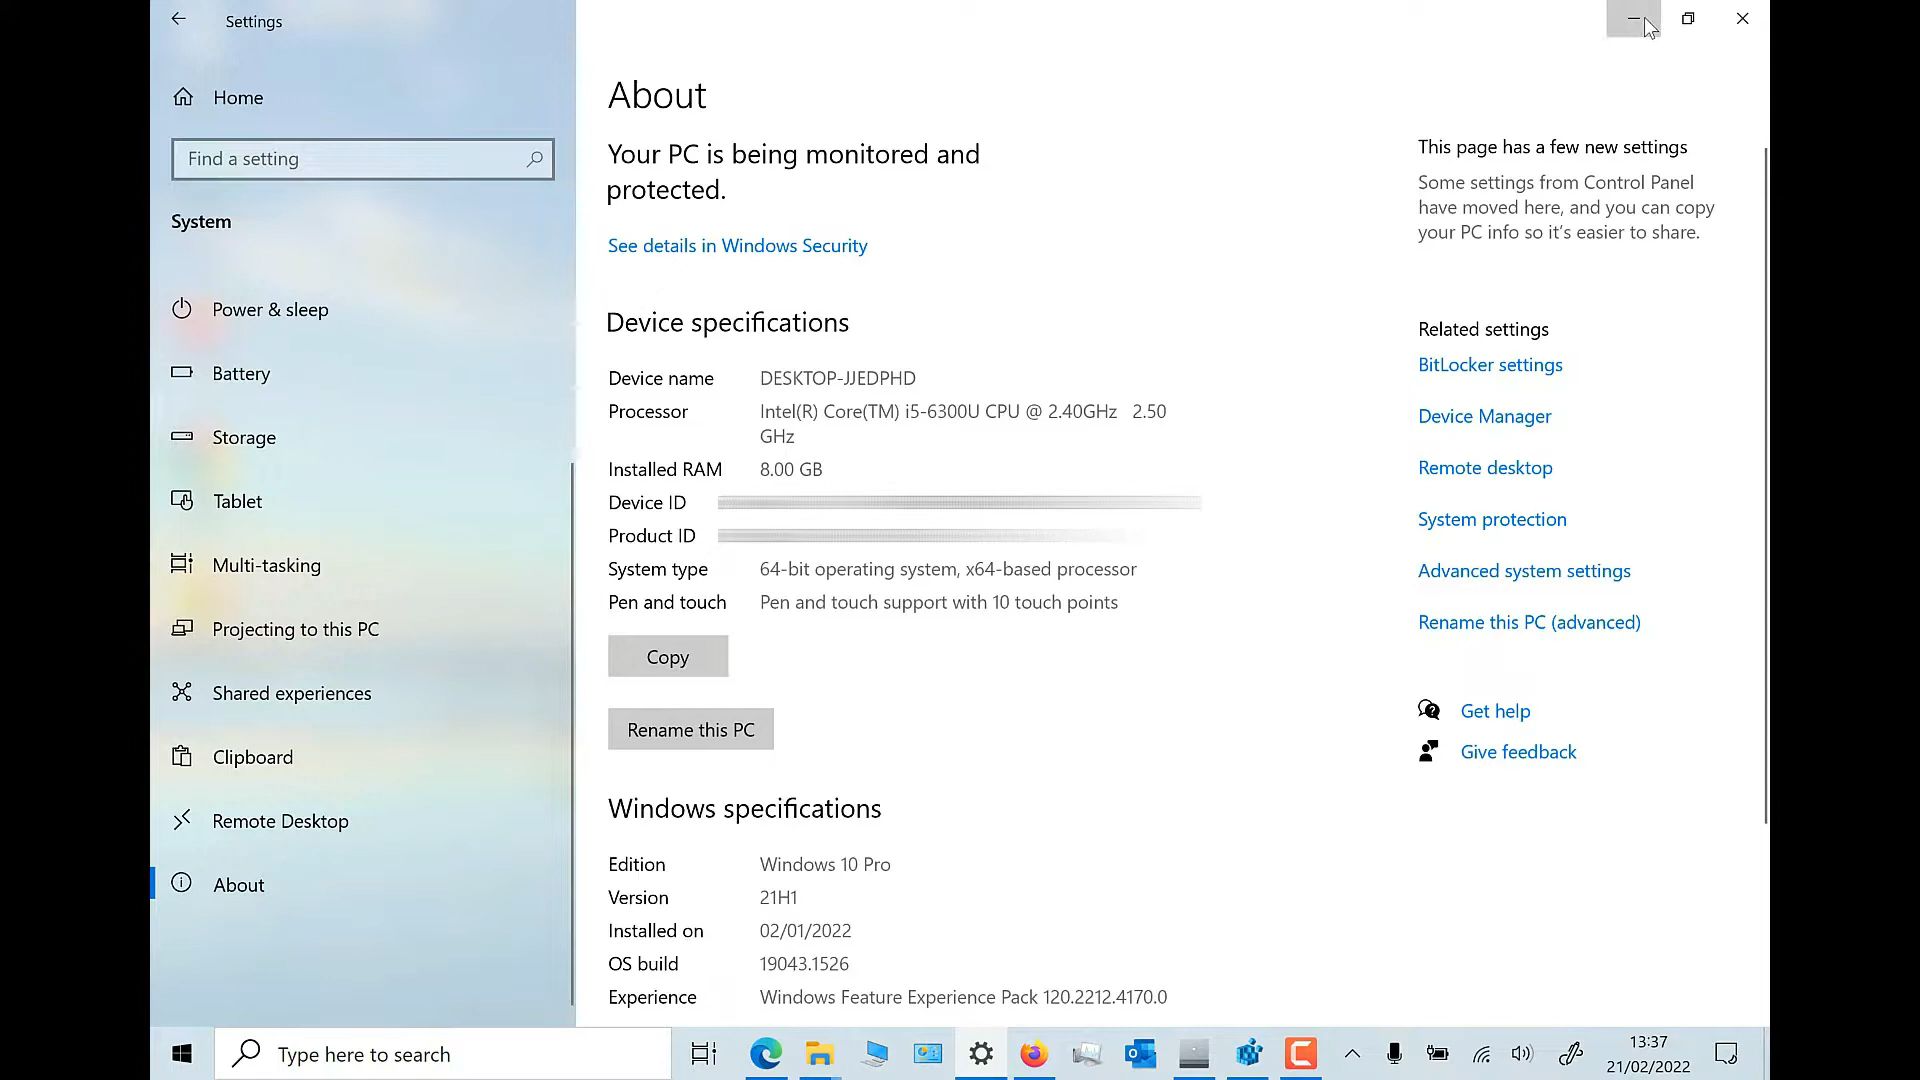 Settings
Home
Find a setting
System
Power & sleep
Battery
Storage
Tablet
Multi-tasking
Projecting to this PC
Shared experiences
Clipboard
Remote Desktop
About
About
Your PC is being monitored and
protected.
See details in Windows Security
Device specifications
Device name DESKTOP-JJEDPHD
Processor Intel(R) Core(TM) i5-6300U CPU @ 2.40GHz 2.50
GHz
Installed RAM 8.00 GB
Device ID
Product ID
System type 64-bit operating system, x64-based processor
Pen and touch Pen and touch support with 10 touch points
Copy
Rename this PC
Windows specifications
Edition Windows 10 Pro
Version 21H1
Installed on 02/01/2022
OS build 19043.1526
Experience Windows Feature Experience Pack 120.2212.4170.0
This page has a few new settings
Some settings from Control Panel
have moved here, and you can copy
your PC info so it's easier to share.
Related settings
BitLocker settings
Device Manager
Remote desktop
System protection
Advanced system settings
Rename this PC (advanced)
Get help
Give feedback
Type here to search
13:37
21/02/2022